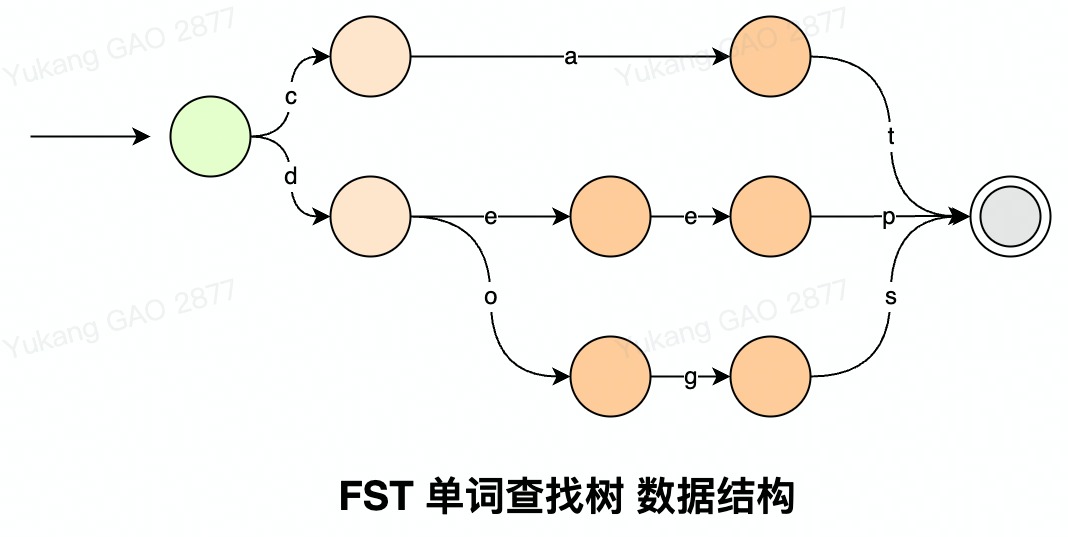 Yukang GAO 2877
Yukang GAO 2877
c
a
t
d
e
e
p
o
s
Yukang GAO 2877
Yukang GAO 2877
g
FST 单词查找树 数据结构